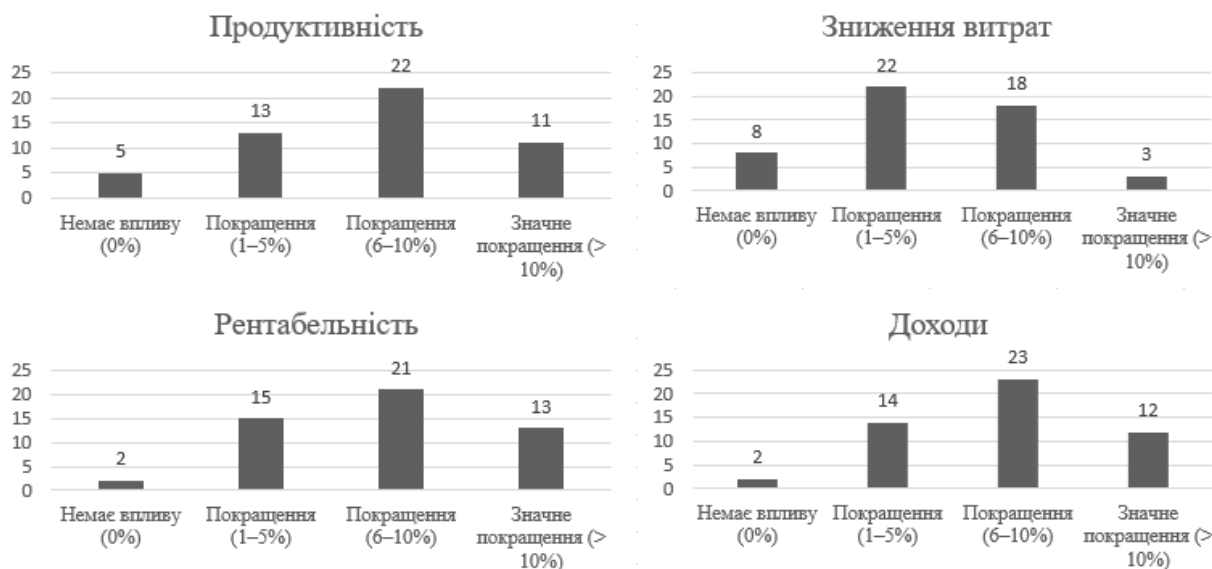 Продуктивність
25
20
15
10
5
0
5
13
22
11
Немає впливу
(0%)
Покращення
(1–5%)
Покращення
(6–10%)
Значне
покращення (>
10%)
Зниження витрат
25
20
15
10
5
0
8
22
18
3
Немає впливу
(0%)
Покращення
(1–5%)
Покращення
(6–10%)
Значне
покращення (>
10%)
Рентабельність
25
20
15
10
5
0
2
15
21
13
Немає впливу
(0%)
Покращення
(1–5%)
Покращення
(6–10%)
Значне
покращення (>
10%)
Доходи
25
20
15
10
5
0
2
14
23
12
Немає впливу
(0%)
Покращення
(1–5%)
Покращення
(6–10%)
Значне
покращення (>
10%)